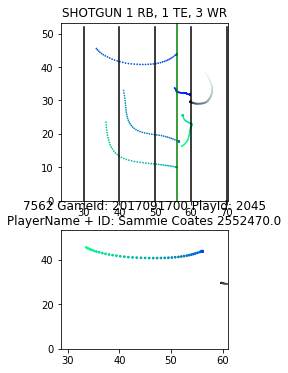 SHOTGUN 1 RB, 1 TE, 3 WR
50
40
30
20
10
0
30 40 50 60 70
7562 GameId: 2017091700 PlayId: 2045
PlayerName + ID: Sammie Coates 2552470.0
40
20
0
30 40 50 60